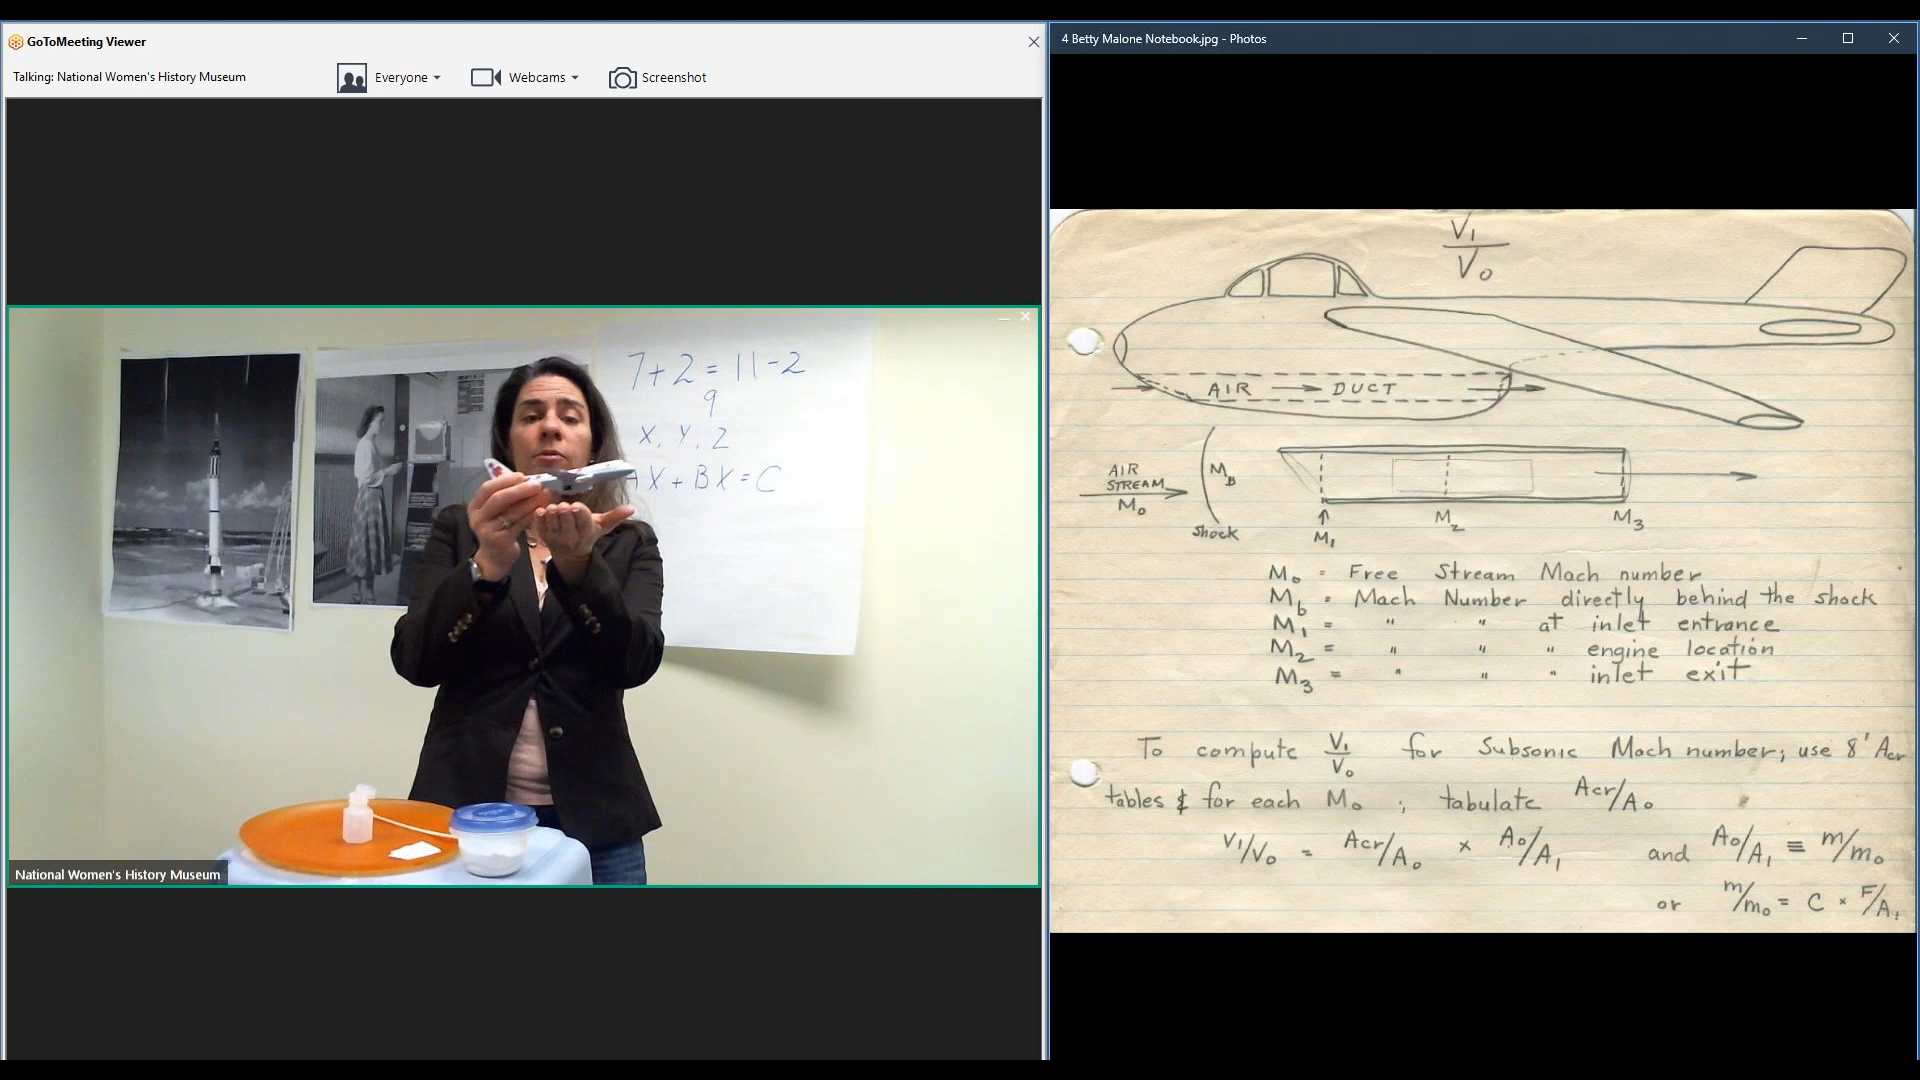 GoToMeeting Viewer
Talking: National Women's History Museum
Everyone
Webcams
Screenshot
7+2 = 11-2
9
X, Y, Z
AX + BX = C
National Women's History Museum
4 Betty Malone Notebook.jpg - Photos
V1/V0
AIR → DUCT
AIR
STREAM
M0
MB
shock
M1
M2
M3
M0 = Free Stream Mach number
Mb = Mach Number directly behind the shock
M1 = " " at inlet entrance
M2 = " " " engine location
M3 = " " " inlet exit
To compute V1/V0 for Subsonic Mach number; use 8' Acr
tables & for each M0 ; tabulate Acr/A0
V1/V0 = Acr/A0 × A0/A1 and A0/A1 ≡ m/m0
or m/m0 = C × F/A1